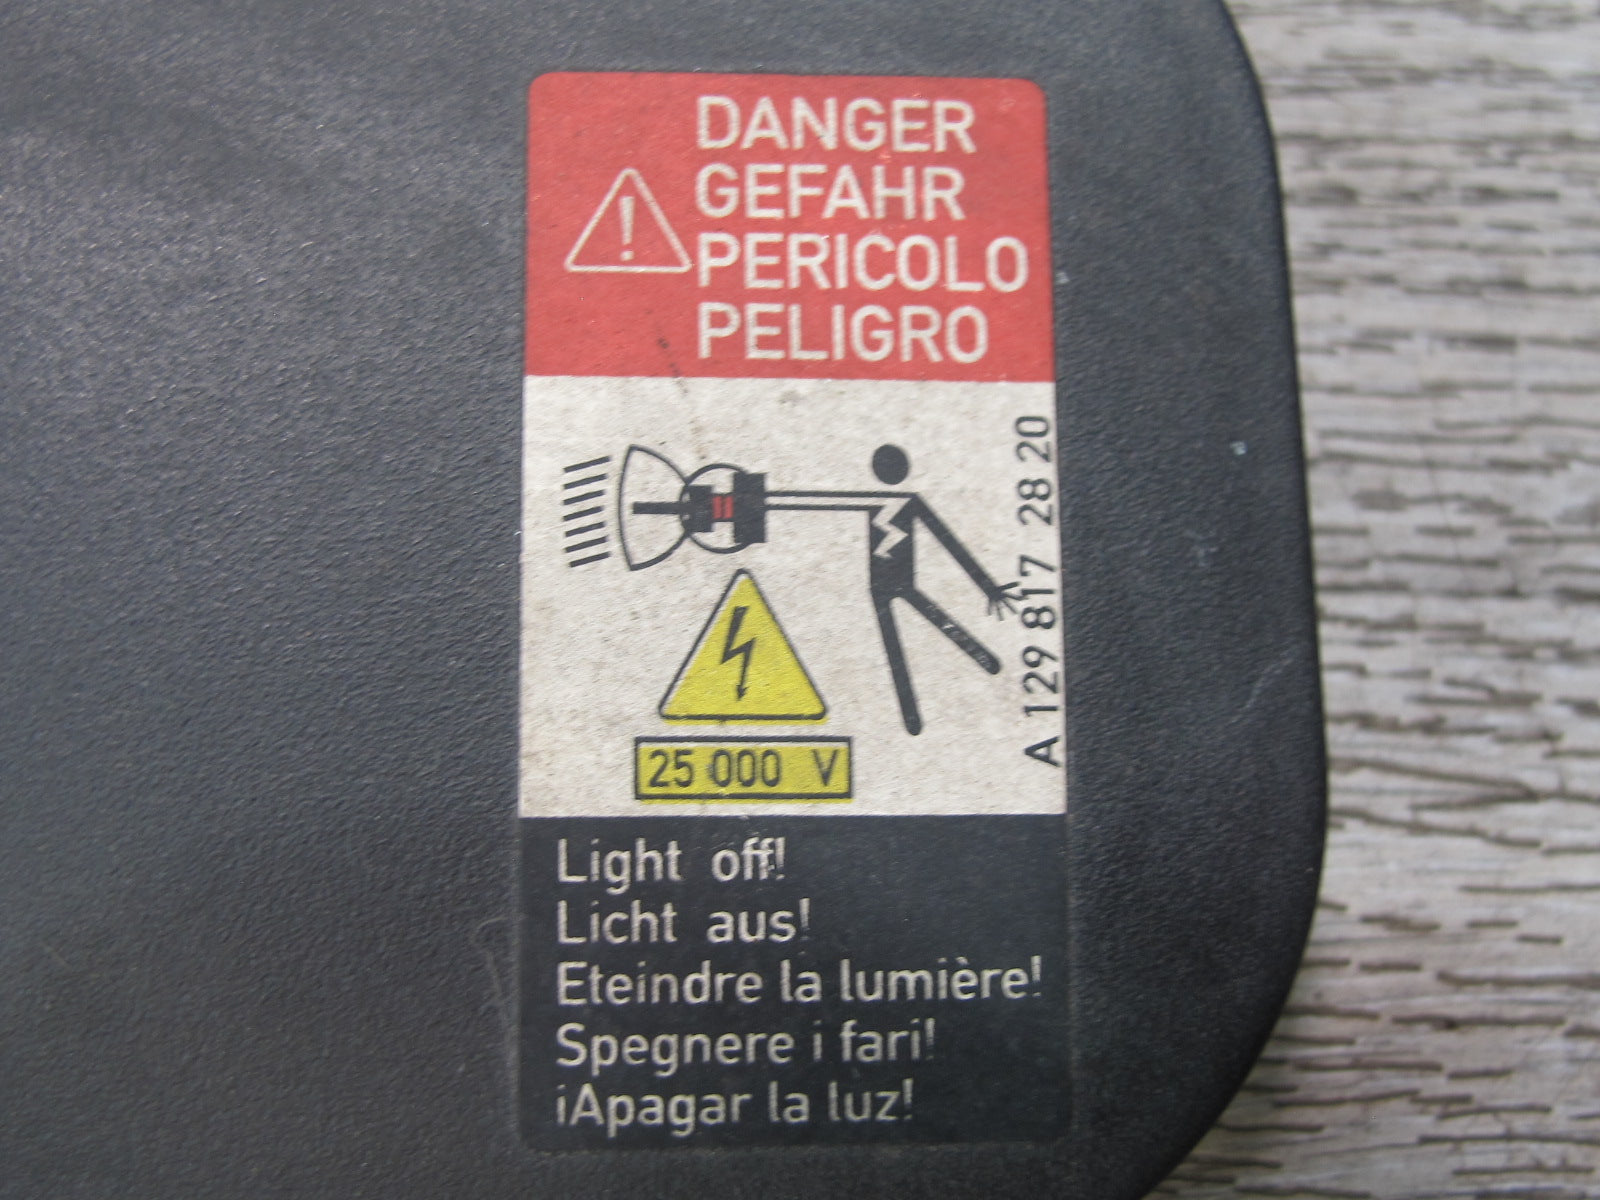 DANGER
GEFAHR
PERICOLO
PELIGRO
!
A 129 817 28 20
25 000 V
Light off!
Licht aus!
Eteindre la lumière!
Spegnere i fari!
¡Apagar la luz!